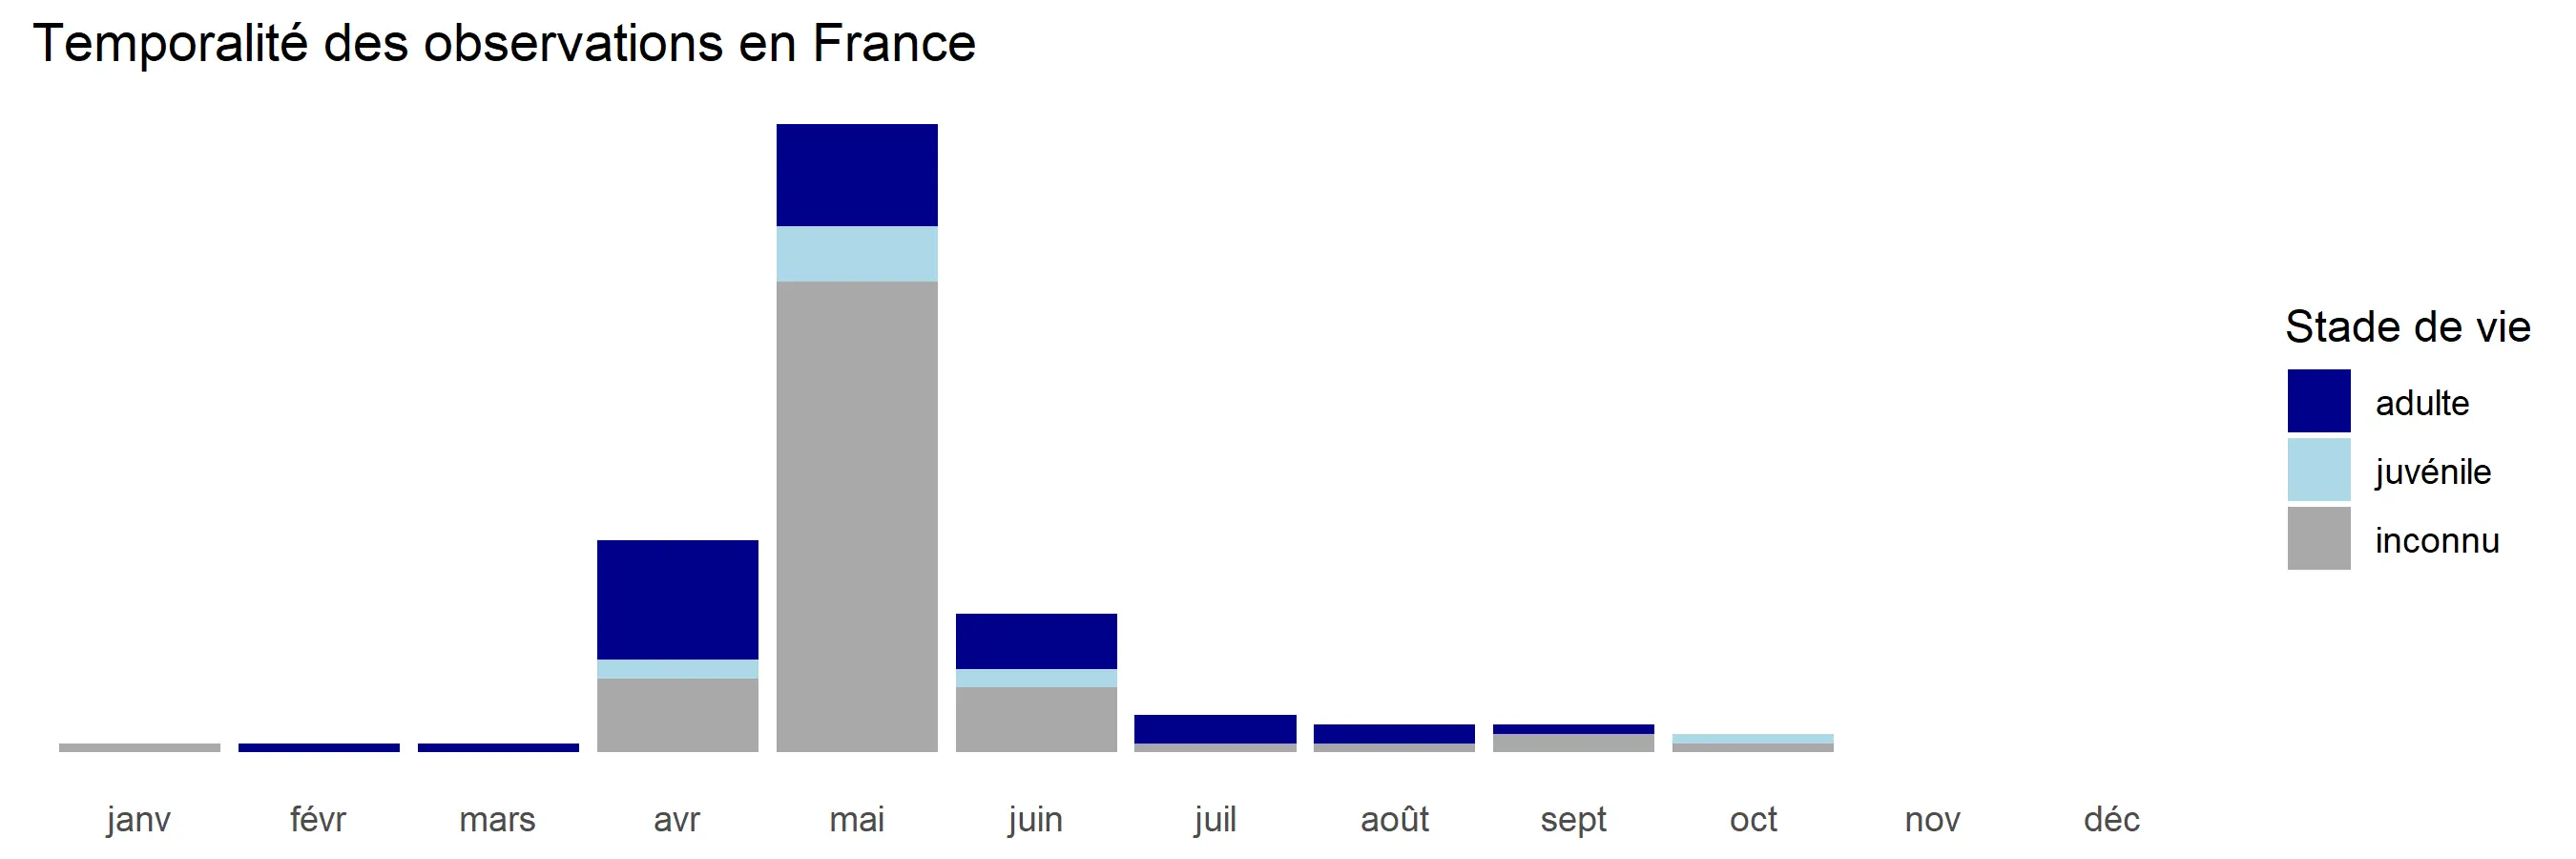 Temporalité des observations en France
Stade de vie
adulte
juvénile
inconnu
janv févr mars avr mai juin juil août sept oct nov déc